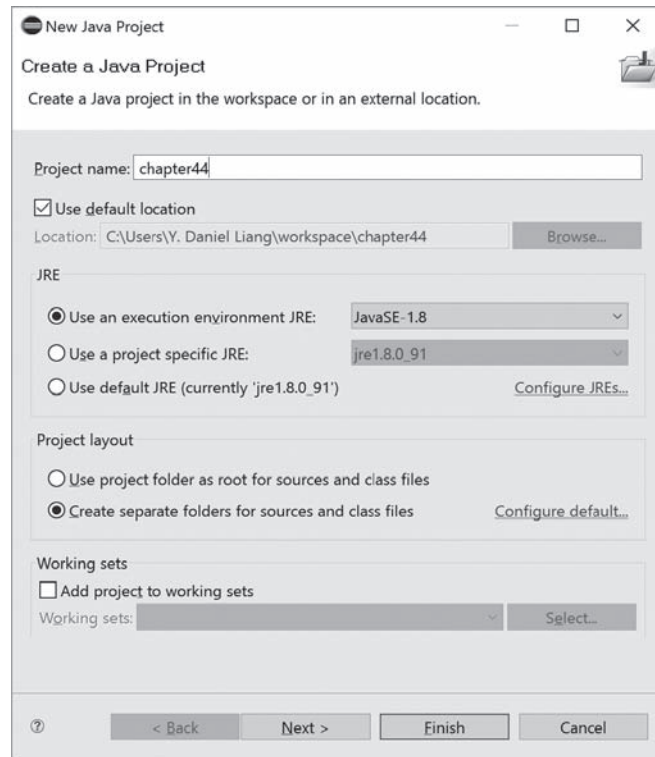 New Java Project
Create a Java Project
Create a Java project in the workspace or in an external location.
Project name: chapter44
Use default location
Location: C:\Users\Y. Daniel Liang\workspace\chapter44 Browse...
JRE
Use an execution environment JRE: JavaSE-1.8
Use a project specific JRE: jre1.8.0_91
Use default JRE (currently 'jre1.8.0_91') Configure JREs...
Project layout
Use project folder as root for sources and class files
Create separate folders for sources and class files Configure default...
Working sets
Add project to working sets
Working sets: Select...
? < Back Next > Finish Cancel